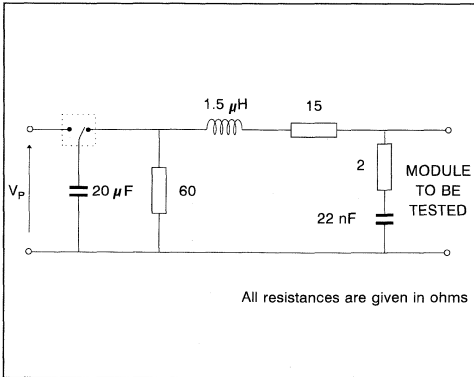 1.5 μH
15
2
MODULE
TO BE
TESTED
Vₚ
20 μF
60
22 nF
All resistances are given in ohms